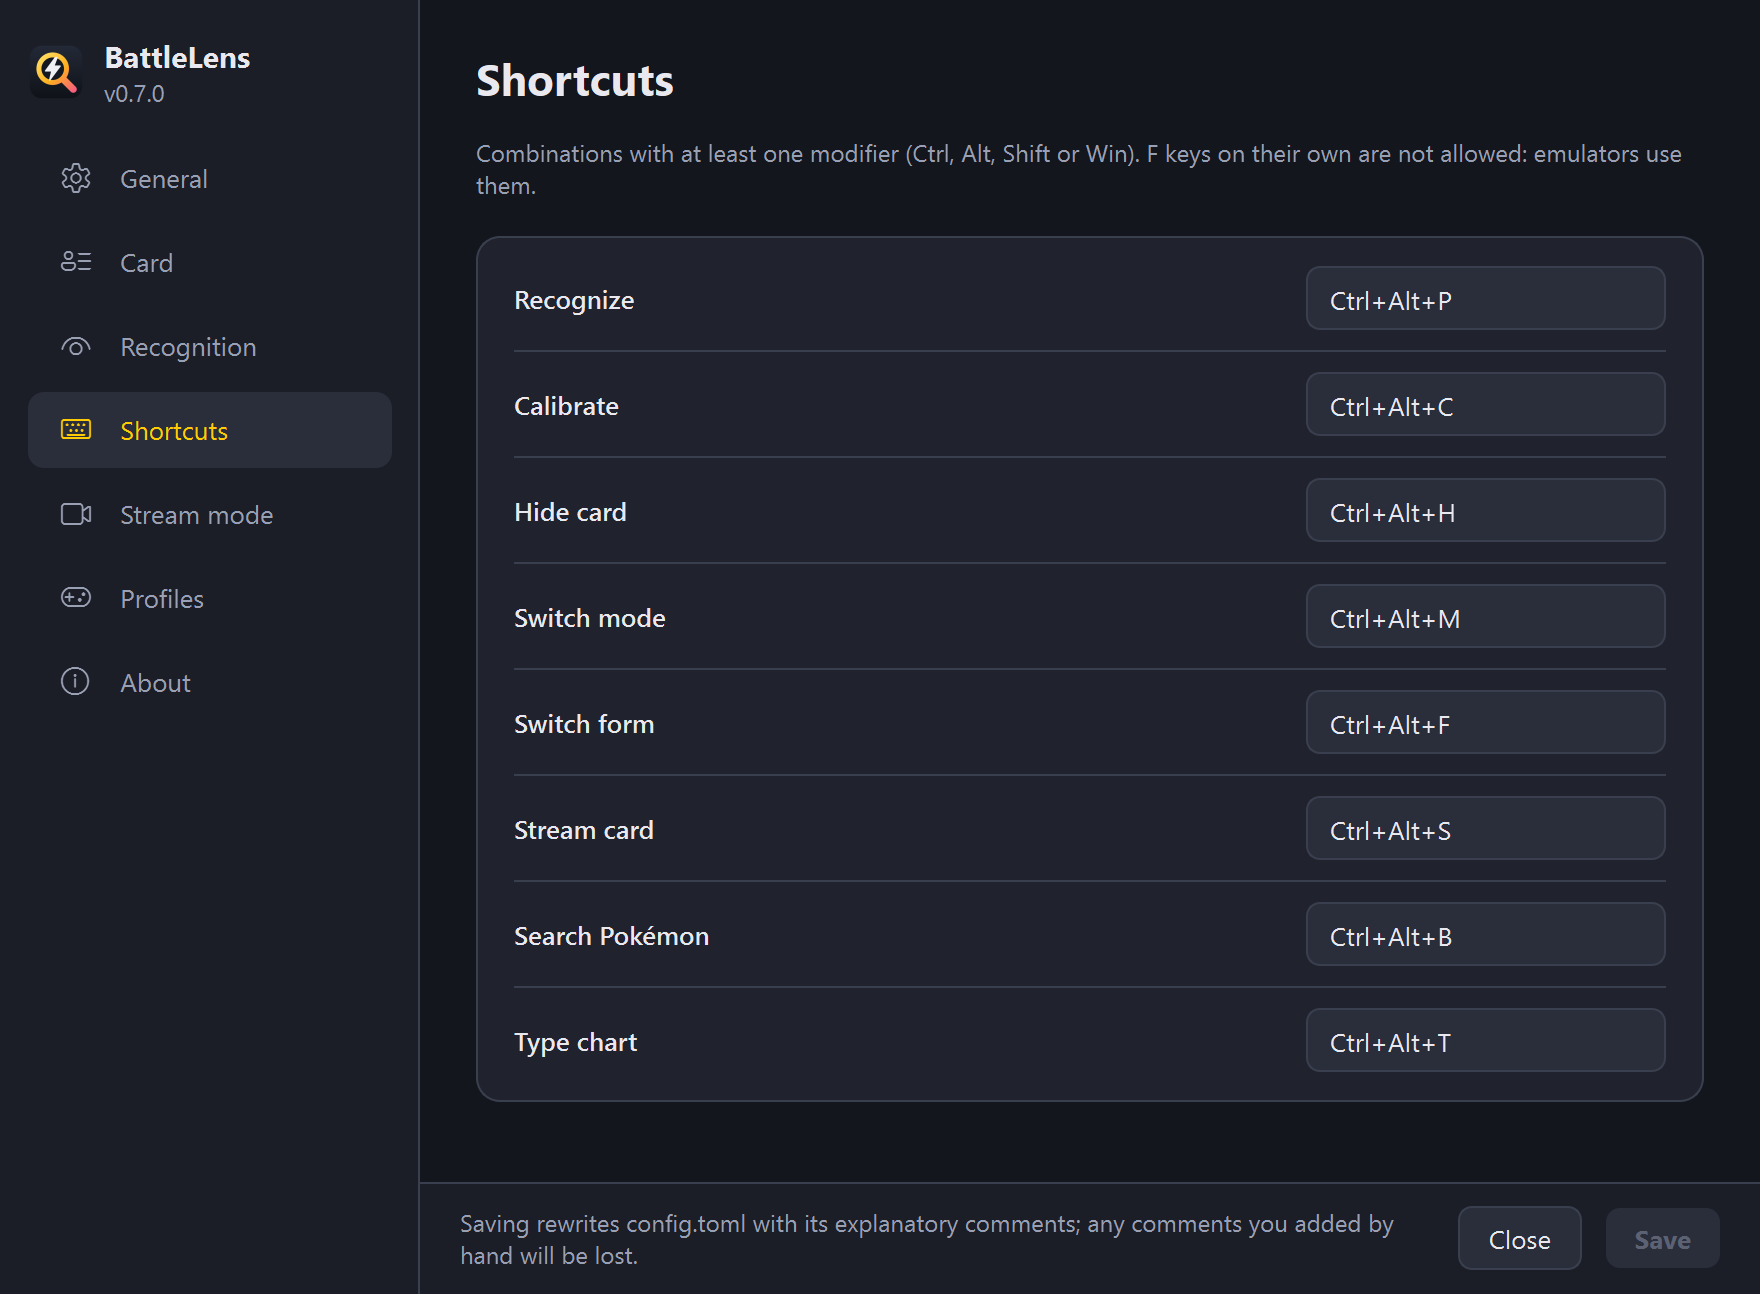 BattleLens
v0.7.0
General
Card
Recognition
Shortcuts
Stream mode
Profiles
About
Shortcuts
Combinations with at least one modifier (Ctrl, Alt, Shift or Win). F keys on their own are not allowed: emulators use
them.
Recognize Ctrl+Alt+P
Calibrate Ctrl+Alt+C
Hide card Ctrl+Alt+H
Switch mode Ctrl+Alt+M
Switch form Ctrl+Alt+F
Stream card Ctrl+Alt+S
Search Pokémon Ctrl+Alt+B
Type chart Ctrl+Alt+T
Saving rewrites config.toml with its explanatory comments; any comments you added by
hand will be lost.
Close Save